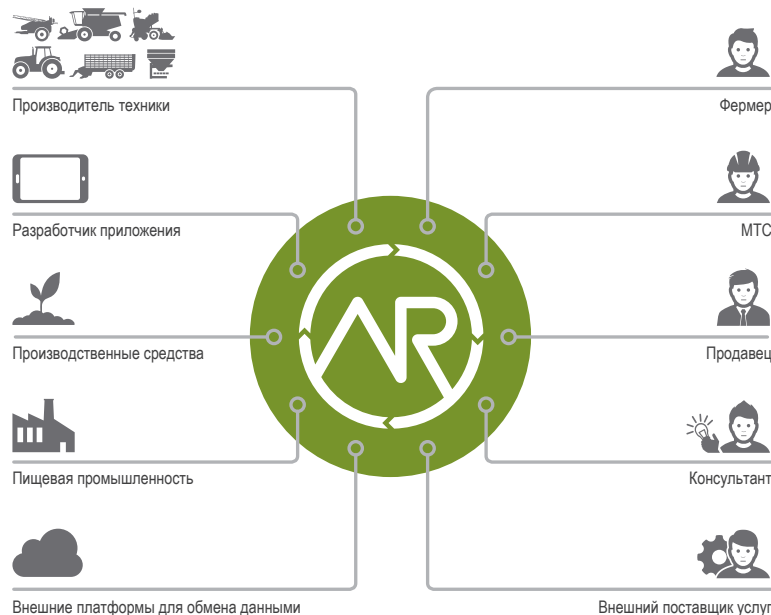 Производитель техники
Фермер
Разработчик приложения
МТС
Производственные средства
Продавец
AR
Пищевая промышленность
Консультант
Внешние платформы для обмена данными
Внешний поставщик услуг